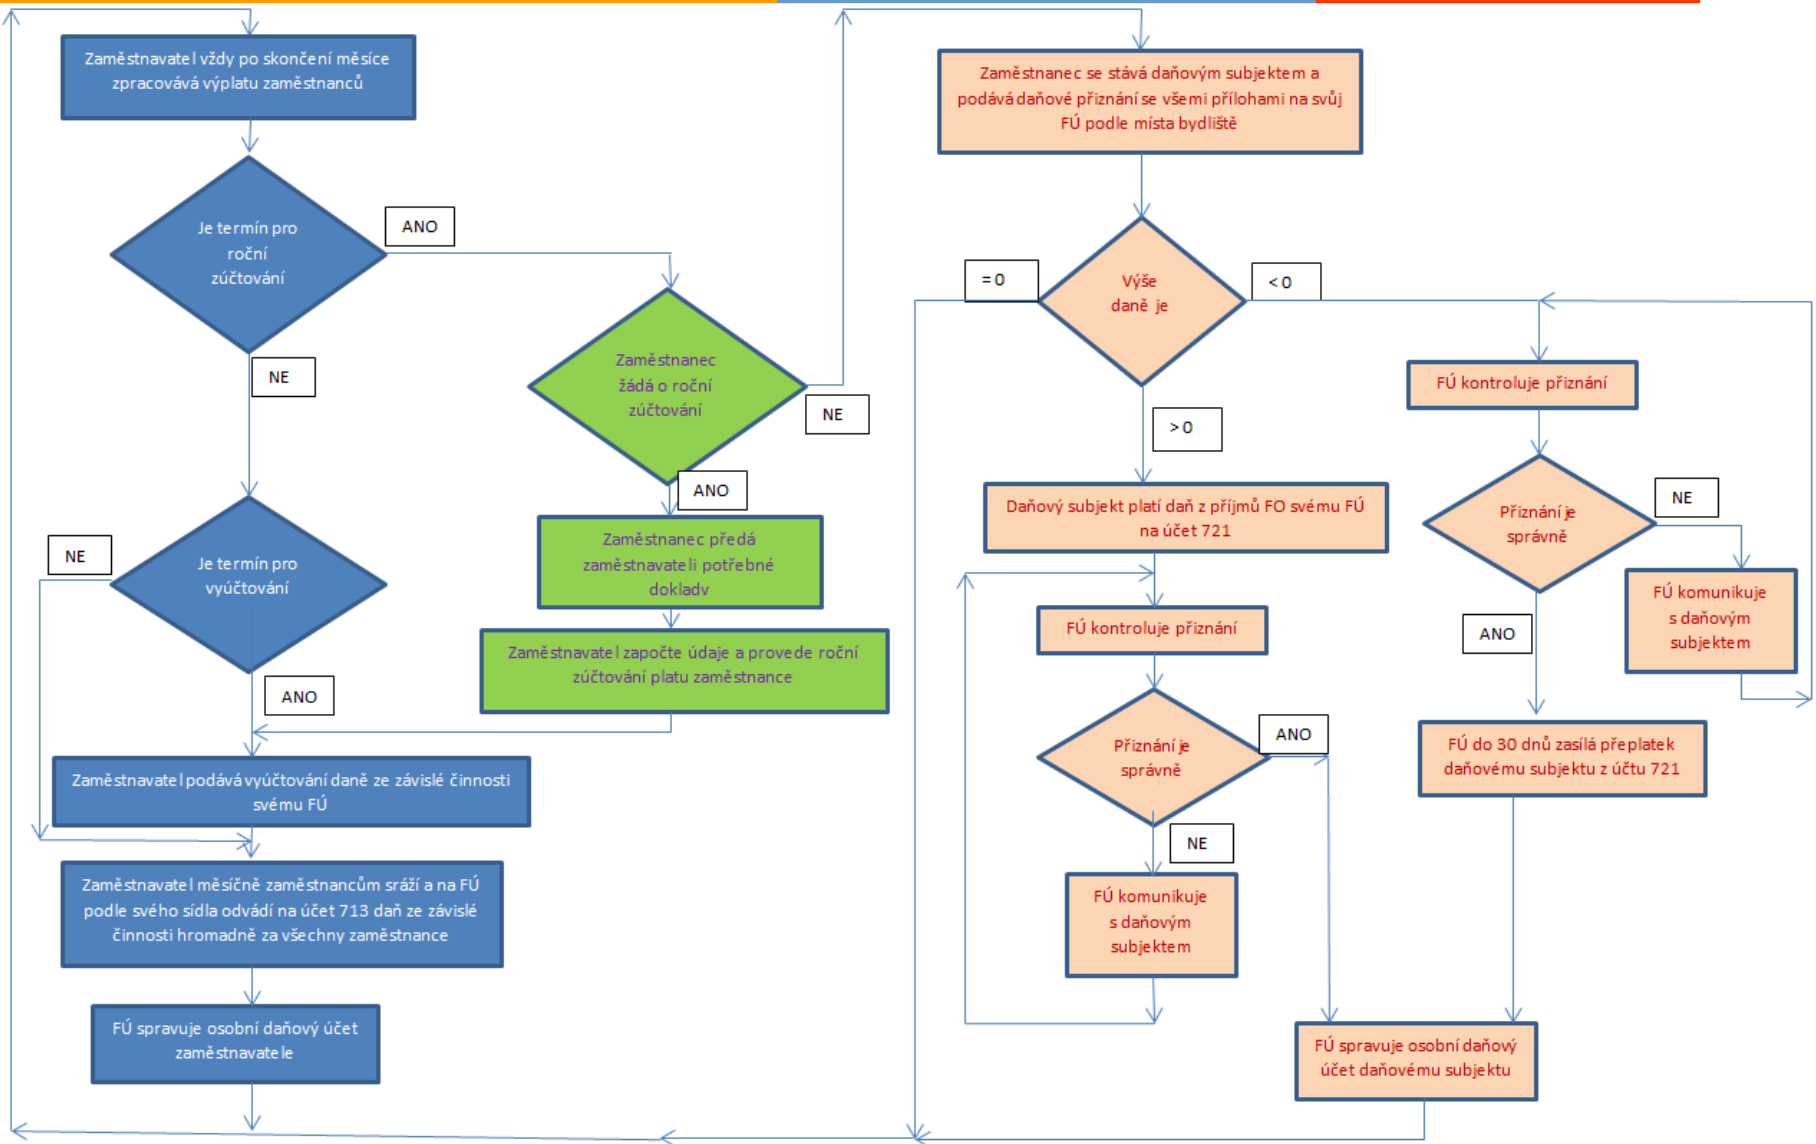 Zaměstnavatel vždy po skončení měsíce
zpracovává výplatu zaměstnanců
Je termín pro
roční
zúčtování
ANO
NE
Zaměstnanec
žádá o roční
zúčtování
NE
ANO
Zaměstnanec předá
zaměstnavateli potřebné
doklady
Zaměstnavatel započte údaje a provede roční
zúčtování platu zaměstnance
Je termín pro
vyúčtování
NE
ANO
Zaměstnavatel podává vyúčtování daně ze závislé činnosti
svému FÚ
Zaměstnavatel měsíčně zaměstnancům sráží a na FÚ
podle svého sídla odvádí na účet 713 daň ze závislé
činnosti hromadně za všechny zaměstnance
FÚ spravuje osobní daňový účet
zaměstnavatele
Zaměstnanec se stává daňovým subjektem a
podává daňové přiznání se všemi přílohami na svůj
FÚ podle místa bydliště
Výše
daně je
= 0
< 0
> 0
Daňový subjekt platí daň z příjmů FO svému FÚ
na účet 721
FÚ kontroluje přiznání
Přiznání je
správně
ANO
NE
FÚ komunikuje
s daňovým
subjektem
FÚ kontroluje přiznání
Přiznání je
správně
NE
ANO
FÚ komunikuje
s daňovým
subjektem
FÚ do 30 dnů zasílá přeplatek
daňovému subjektu z účtu 721
FÚ spravuje osobní daňový
účet daňovému subjektu